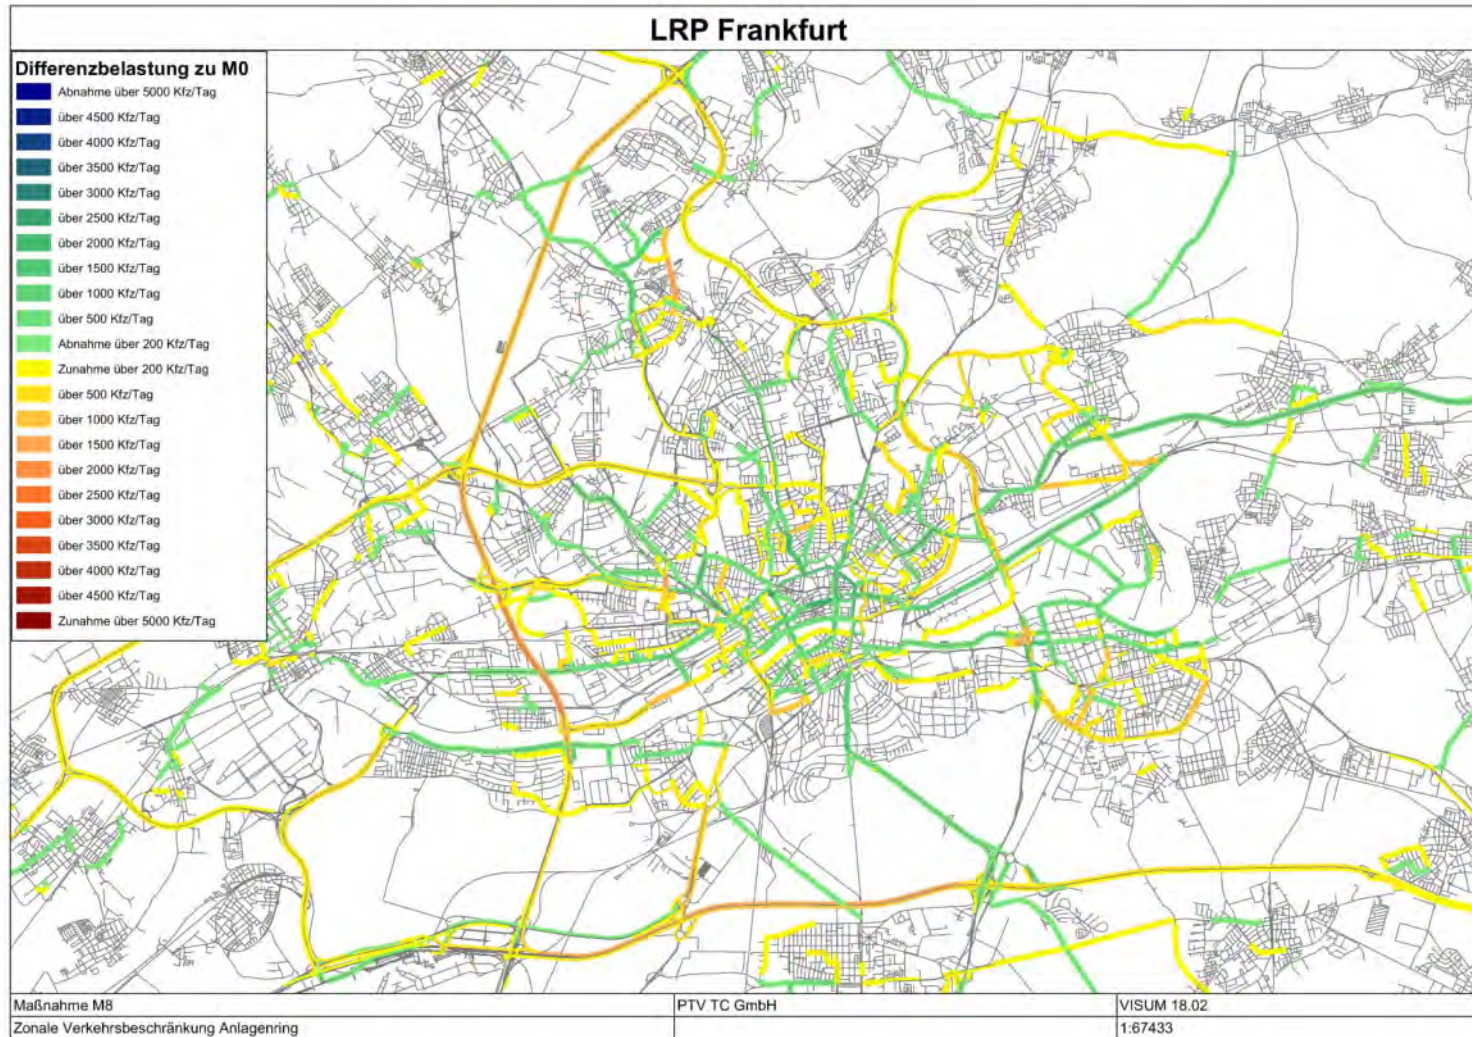 LRP Frankfurt
Differenzbelastung zu M0
Abnahme über 5000 Kfz/Tag
über 4500 Kfz/Tag
über 4000 Kfz/Tag
über 3500 Kfz/Tag
über 3000 Kfz/Tag
über 2500 Kfz/Tag
über 2000 Kfz/Tag
über 1500 Kfz/Tag
über 1000 Kfz/Tag
über 500 Kfz/Tag
Abnahme über 200 Kfz/Tag
Zunahme über 200 Kfz/Tag
über 500 Kfz/Tag
über 1000 Kfz/Tag
über 1500 Kfz/Tag
über 2000 Kfz/Tag
über 2500 Kfz/Tag
über 3000 Kfz/Tag
über 3500 Kfz/Tag
über 4000 Kfz/Tag
über 4500 Kfz/Tag
Zunahme über 5000 Kfz/Tag
Maßnahme M8
PTV TC GmbH
VISUM 18.02
Zonale Verkehrsbeschränkung Anlagenring
1:67433